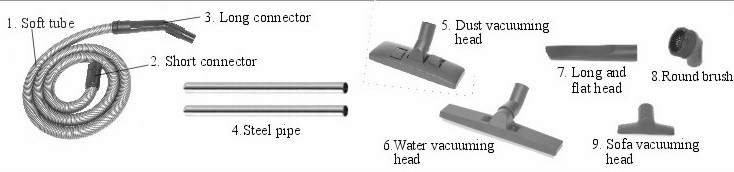 1. Soft tube
3. Long connector
2. Short connector
4.Steel pipe
5. Dust vacuuming
head
6.Water vacuuming
head
7. Long and
flat head
8.Round brush
9. Sofa vacuuming
head